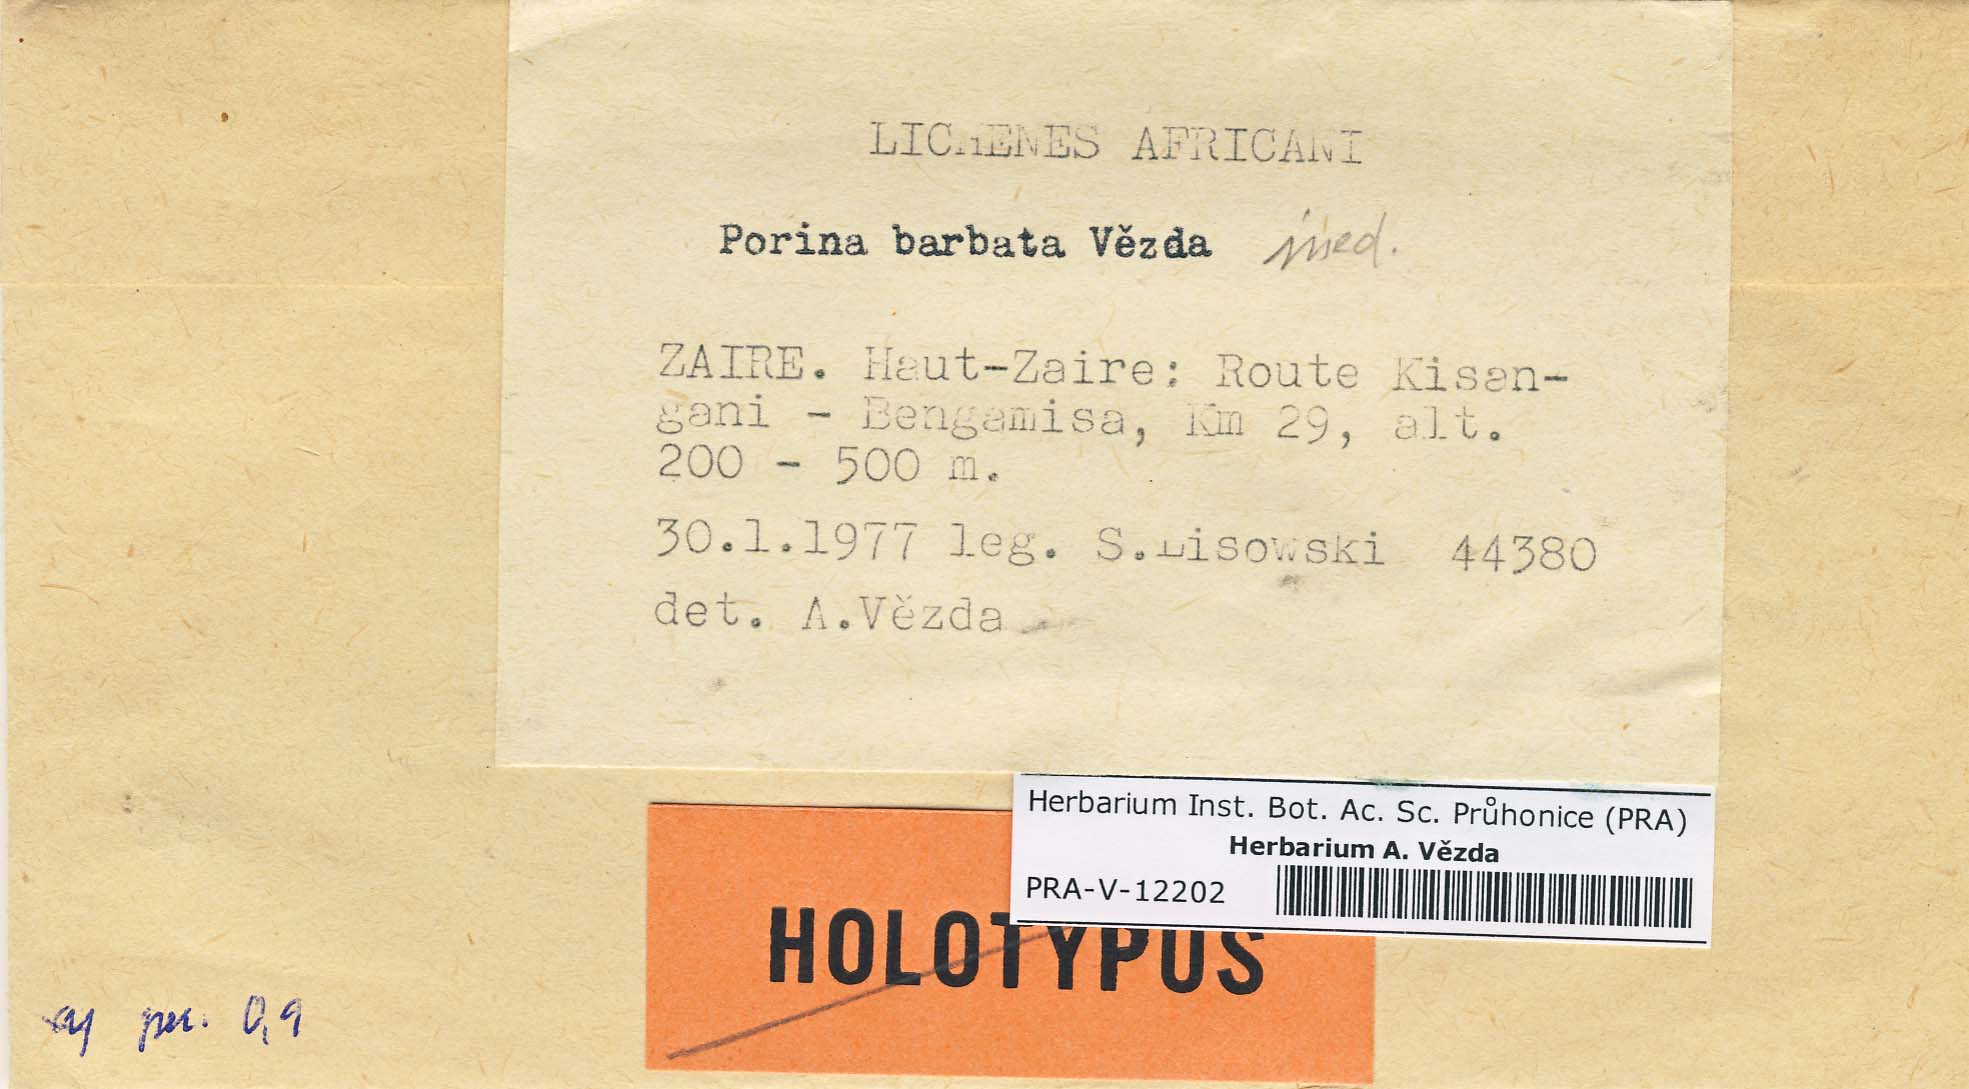 LICHENES AFRICANI
Porina barbata Vězda ined.
ZAIRE. Haut-Zaire: Route Kisan-
gani - Bengamisa, Km 29, alt.
200 - 500 m.
30.1.1977 leg. S.Lisowski 44380
det. A.Vězda
Herbarium Inst. Bot. Ac. Sc. Průhonice (PRA)
Herbarium A. Vězda
PRA-V-12202
HOLOTYPUS
0,9